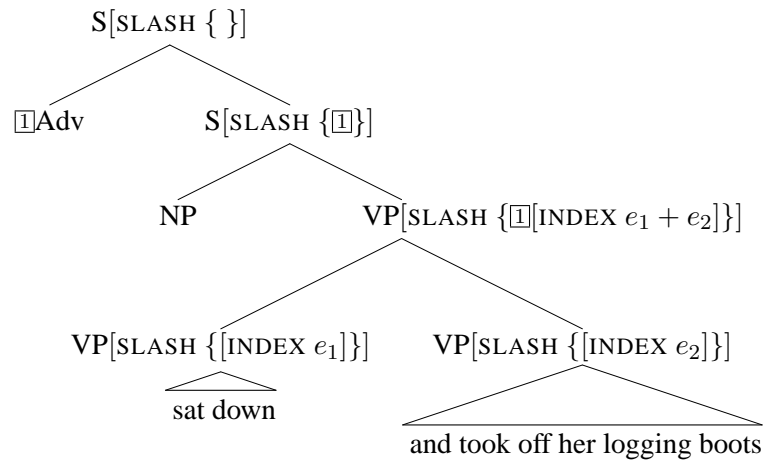 S[SLASH { }]
1Adv S[SLASH {1}]
NP VP[SLASH {1[INDEX e₁ + e₂]}]
VP[SLASH {[INDEX e₁]}] VP[SLASH {[INDEX e₂]}]
sat down
and took off her logging boots